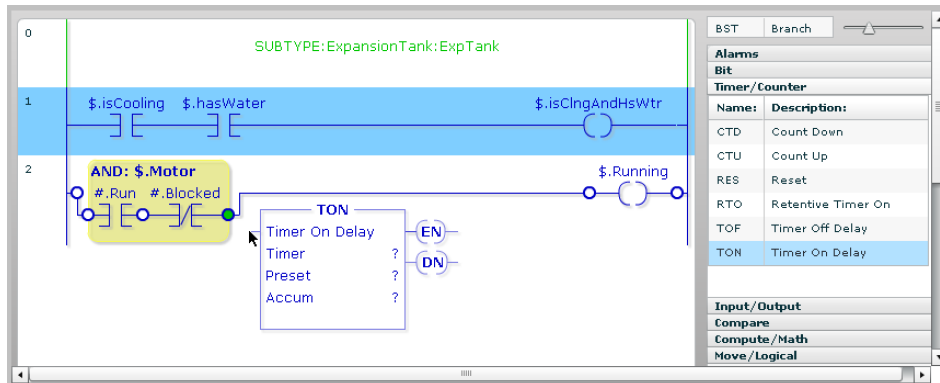 0
SUBTYPE:ExpansionTank:ExpTank
1
$.isCooling $.hasWater $.isClngAndHsWtr
2
AND: $.Motor
#.Run #.Blocked
$.Running
TON
Timer On Delay
Timer ?
Preset ?
Accum ?
EN
DN
BST Branch
Alarms
Bit
Timer/Counter
Name: Description:
CTD Count Down
CTU Count Up
RES Reset
RTO Retentive Timer On
TOF Timer Off Delay
TON Timer On Delay
Input/Output
Compare
Compute/Math
Move/Logical